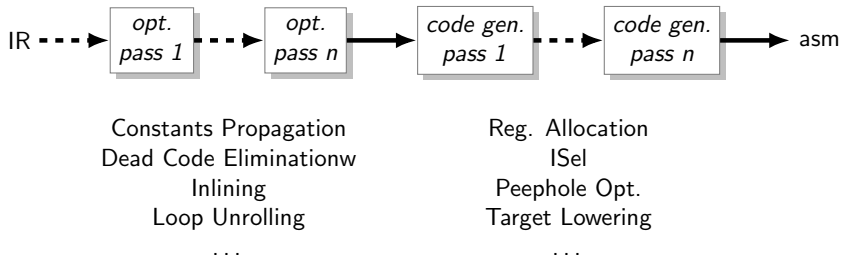 IR
opt.
pass 1
opt.
pass n
code gen.
pass 1
code gen.
pass n
asm
Constants Propagation
Dead Code Eliminationw
Inlining
Loop Unrolling
...
Reg. Allocation
ISel
Peephole Opt.
Target Lowering
...